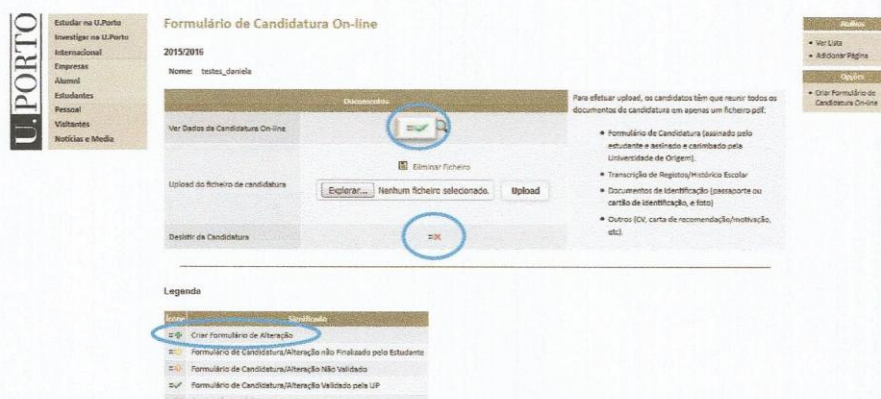 U. PORTO
Estudar na U.Porto
Investigar na U.Porto
Internacional
Empresas
Alumni
Estudantes
Pessoal
Visitantes
Notícias e Media
Formulário de Candidatura On-line
2015/2016
Nome: testes_daniela
Documentos
Ver Dados da Candidatura On-line
Eliminar Ficheiro
Upload do ficheiro de candidatura
Explorar... Nenhum ficheiro selecionado. Upload
Desistir da Candidatura
Para efetuar upload, os candidatos têm que reunir todos os
documentos de candidatura em apenas um ficheiro pdf:
Formulário de Candidatura (assinado pelo
estudante e assinado e carimbado pela
Universidade de Origem).
Transcrição de Registos/Histórico Escolar
Documentos de Identificação (passaporte ou
cartão de identificação, e foto)
Outros (CV, carta de recomendação/motivação,
etc).
Atalhos
Ver Lista
Adicionar Página
Opções
Criar Formulário de
Candidatura On-line
Legenda
Ícone Significado
Criar Formulário de Alteração
Formulário de Candidatura/Alteração não Finalizado pelo Estudante
Formulário de Candidatura/Alteração Não Validado
Formulário de Candidatura/Alteração Validado pela UP